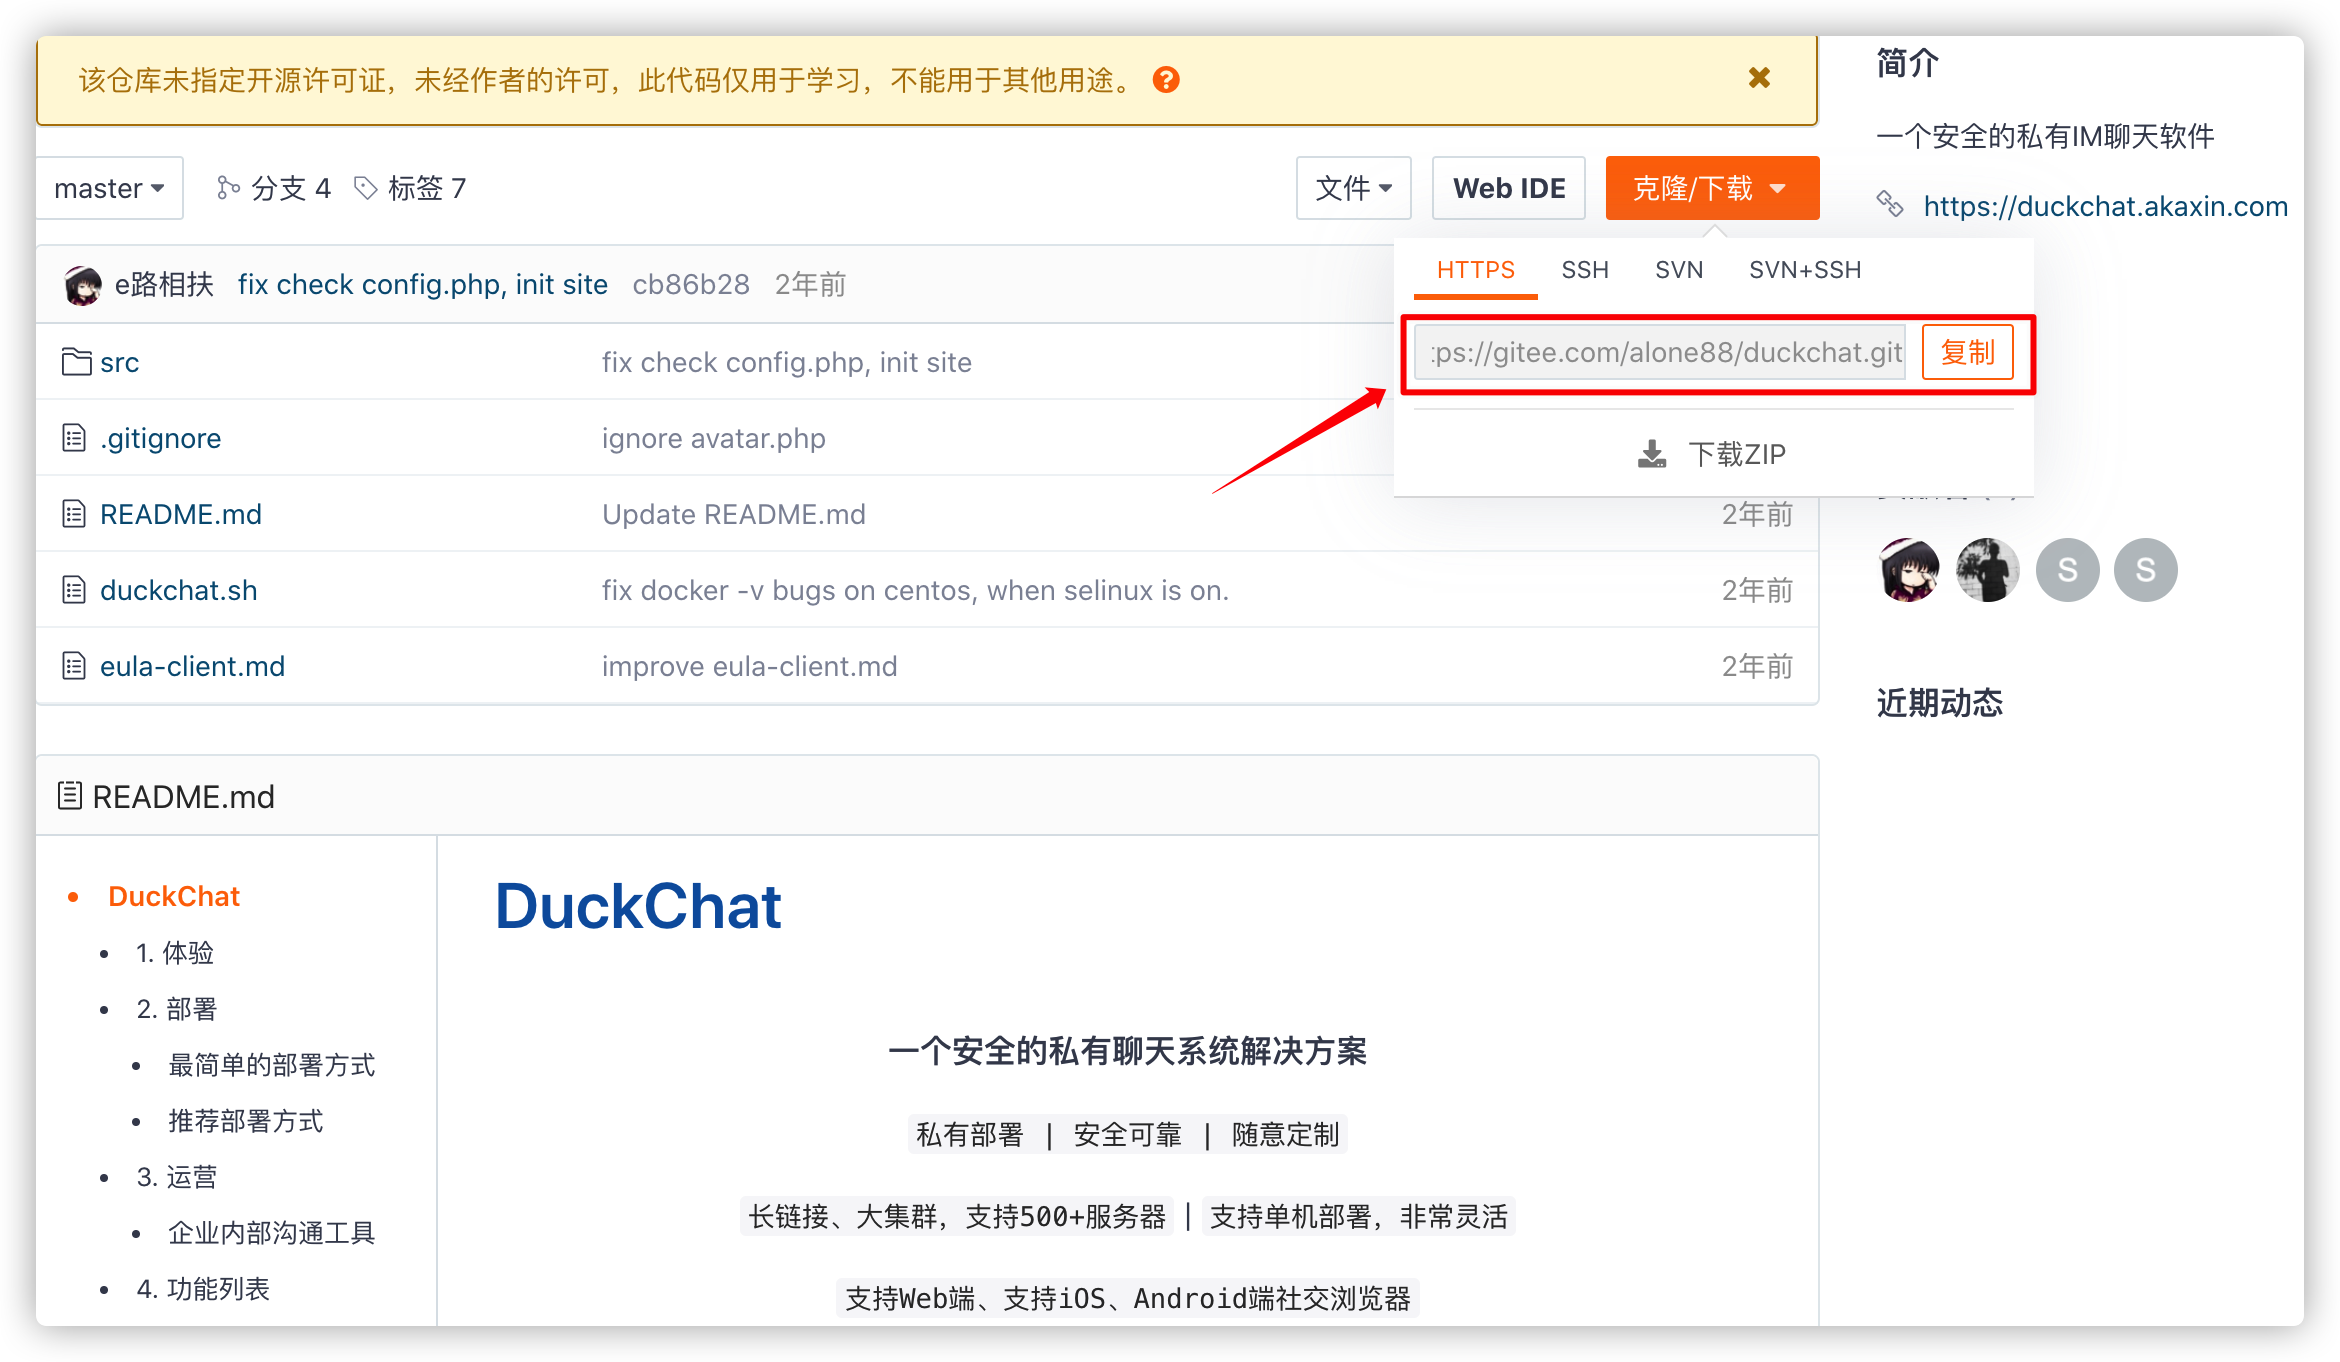 该仓库未指定开源许可证，未经作者的许可，此代码仅用于学习，不能用于其他用途。
master
分支 4
标签 7
文件
Web IDE
克隆/下载
HTTPS
SSH
SVN
SVN+SSH
ps://gitee.com/alone88/duckchat.git
复制
下载ZIP
e路相扶 fix check config.php, init site cb86b28 2年前
src fix check config.php, init site
.gitignore ignore avatar.php
README.md Update README.md 2年前
duckchat.sh fix docker -v bugs on centos, when selinux is on. 2年前
eula-client.md improve eula-client.md 2年前
README.md
DuckChat
1. 体验
2. 部署
最简单的部署方式
推荐部署方式
3. 运营
企业内部沟通工具
4. 功能列表
DuckChat
一个安全的私有聊天系统解决方案
私有部署 | 安全可靠 | 随意定制
长链接、大集群，支持500+服务器 | 支持单机部署，非常灵活
支持Web端、支持iOS、Android端社交浏览器
简介
一个安全的私有IM聊天软件
https://duckchat.akaxin.com
S
S
近期动态